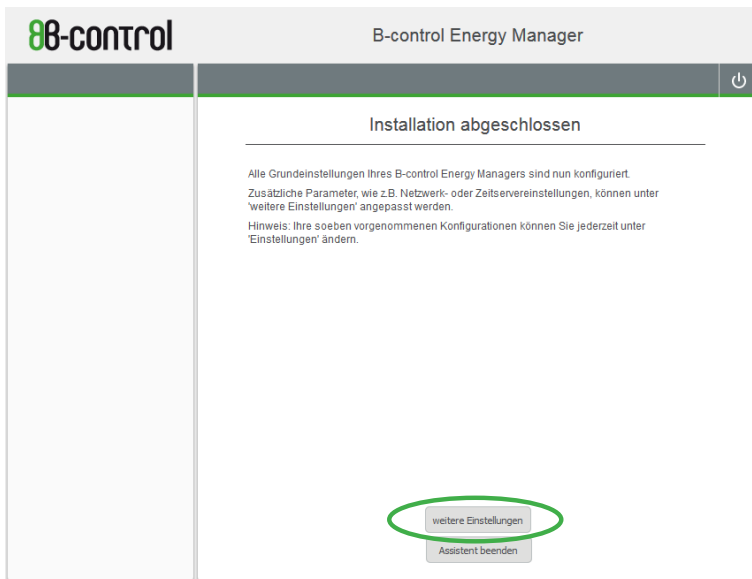 B-control
B-control Energy Manager
Installation abgeschlossen
Alle Grundeinstellungen Ihres B-control Energy Managers sind nun konfiguriert.
Zusätzliche Parameter, wie z.B. Netzwerk- oder Zeitservereinstellungen, können unter
'weitere Einstellungen' angepasst werden.
Hinweis: Ihre soeben vorgenommenen Konfigurationen können Sie jederzeit unter
'Einstellungen' ändern.
weitere Einstellungen
Assistent beenden